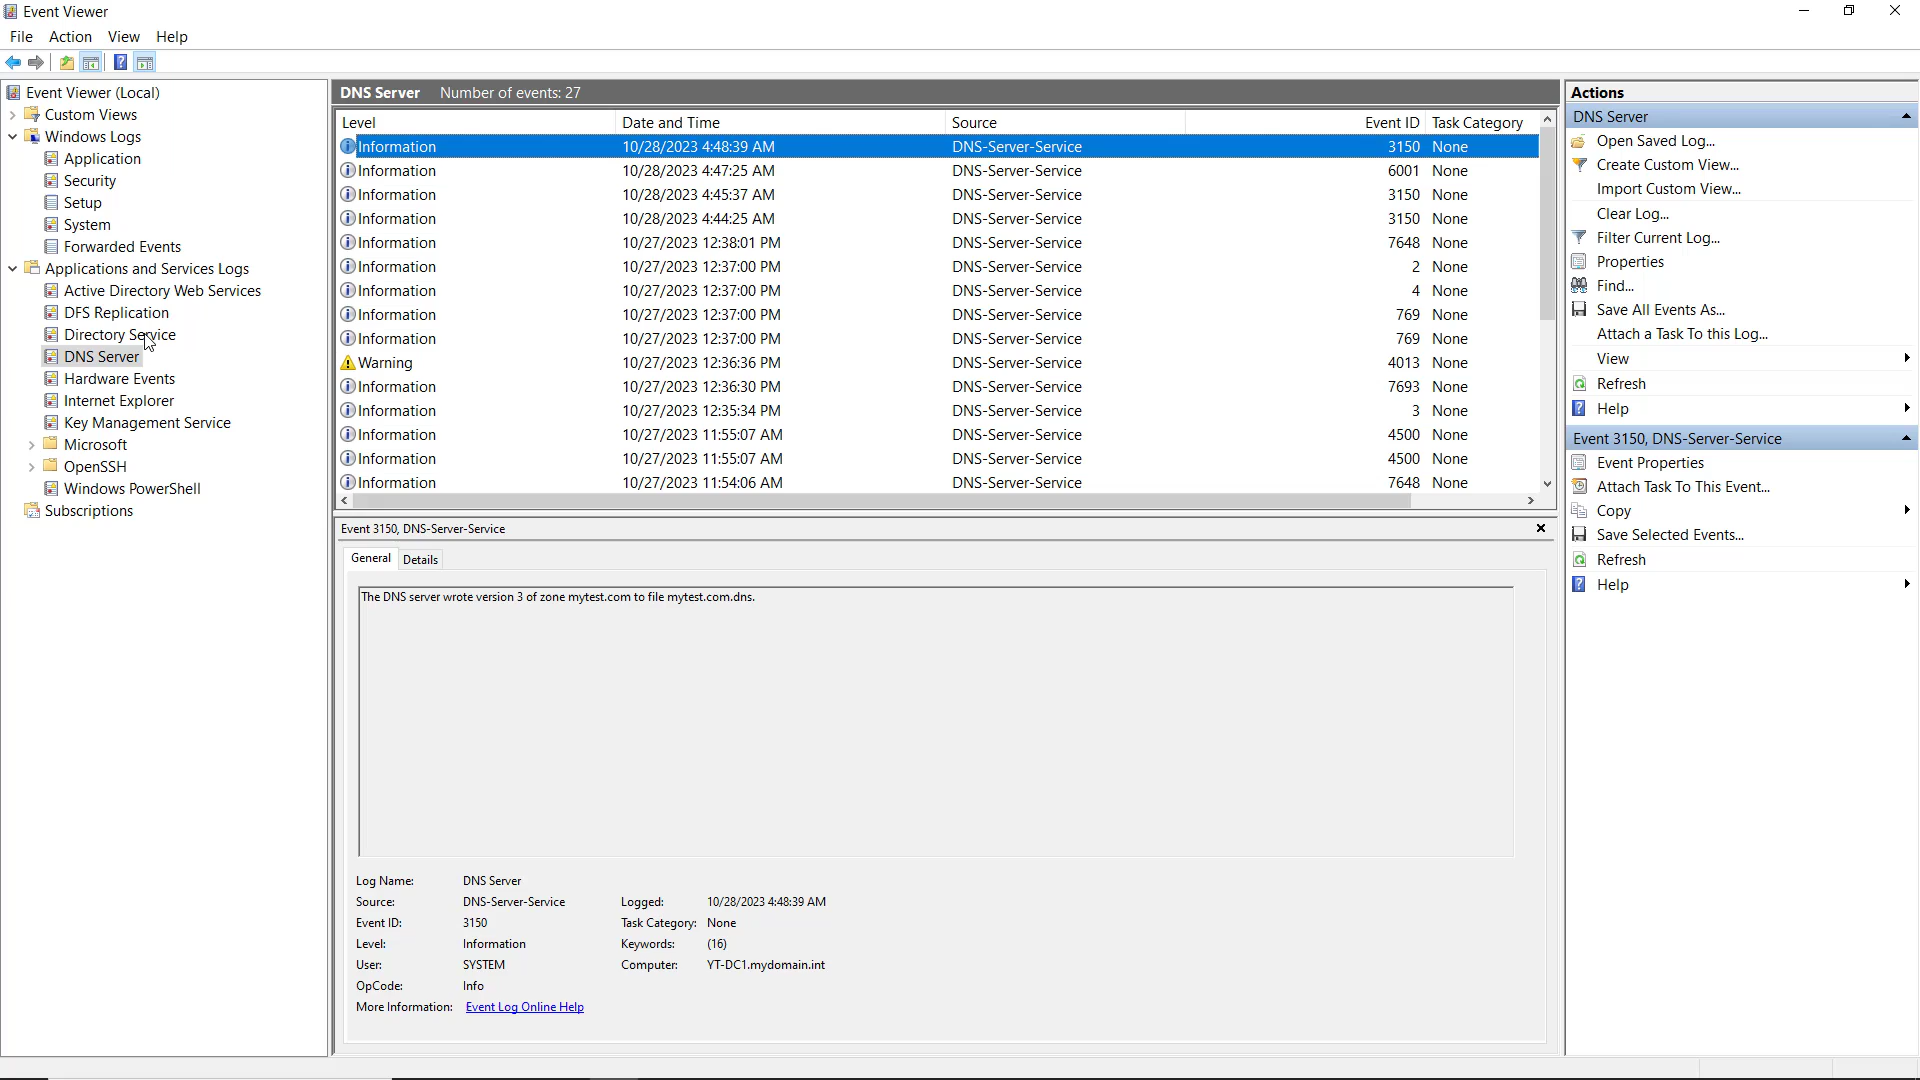 Event Viewer
File Action View Help
Event Viewer (Local)
Custom Views
Windows Logs
Application
Security
Setup
System
Forwarded Events
Applications and Services Logs
Active Directory Web Services
DFS Replication
Directory Service
DNS Server
Hardware Events
Internet Explorer
Key Management Service
Microsoft
OpenSSH
Windows PowerShell
Subscriptions
DNS Server Number of events: 27
Level Date and Time Source Event ID Task Category
Information 10/28/2023 4:48:39 AM DNS-Server-Service 3150 None
Information 10/28/2023 4:47:25 AM DNS-Server-Service 6001 None
Information 10/28/2023 4:45:37 AM DNS-Server-Service 3150 None
Information 10/28/2023 4:44:25 AM DNS-Server-Service 3150 None
Information 10/27/2023 12:38:01 PM DNS-Server-Service 7648 None
Information 10/27/2023 12:37:00 PM DNS-Server-Service 2 None
Information 10/27/2023 12:37:00 PM DNS-Server-Service 4 None
Information 10/27/2023 12:37:00 PM DNS-Server-Service 769 None
Information 10/27/2023 12:37:00 PM DNS-Server-Service 769 None
Warning 10/27/2023 12:36:36 PM DNS-Server-Service 4013 None
Information 10/27/2023 12:36:30 PM DNS-Server-Service 7693 None
Information 10/27/2023 12:35:34 PM DNS-Server-Service 3 None
Information 10/27/2023 11:55:07 AM DNS-Server-Service 4500 None
Information 10/27/2023 11:55:07 AM DNS-Server-Service 4500 None
Information 10/27/2023 11:54:06 AM DNS-Server-Service 7648 None
Event 3150, DNS-Server-Service
General Details
The DNS server wrote version 3 of zone mytest.com to file mytest.com.dns.
Log Name: DNS Server
Source: DNS-Server-Service Logged: 10/28/2023 4:48:39 AM
Event ID: 3150 Task Category: None
Level: Information Keywords: (16)
User: SYSTEM Computer: YT-DC1.mydomain.int
OpCode: Info
More Information: Event Log Online Help
Actions
DNS Server
Open Saved Log...
Create Custom View...
Import Custom View...
Clear Log...
Filter Current Log...
Properties
Find...
Save All Events As...
Attach a Task To this Log...
View
Refresh
Help
Event 3150, DNS-Server-Service
Event Properties
Attach Task To This Event...
Copy
Save Selected Events...
Refresh
Help